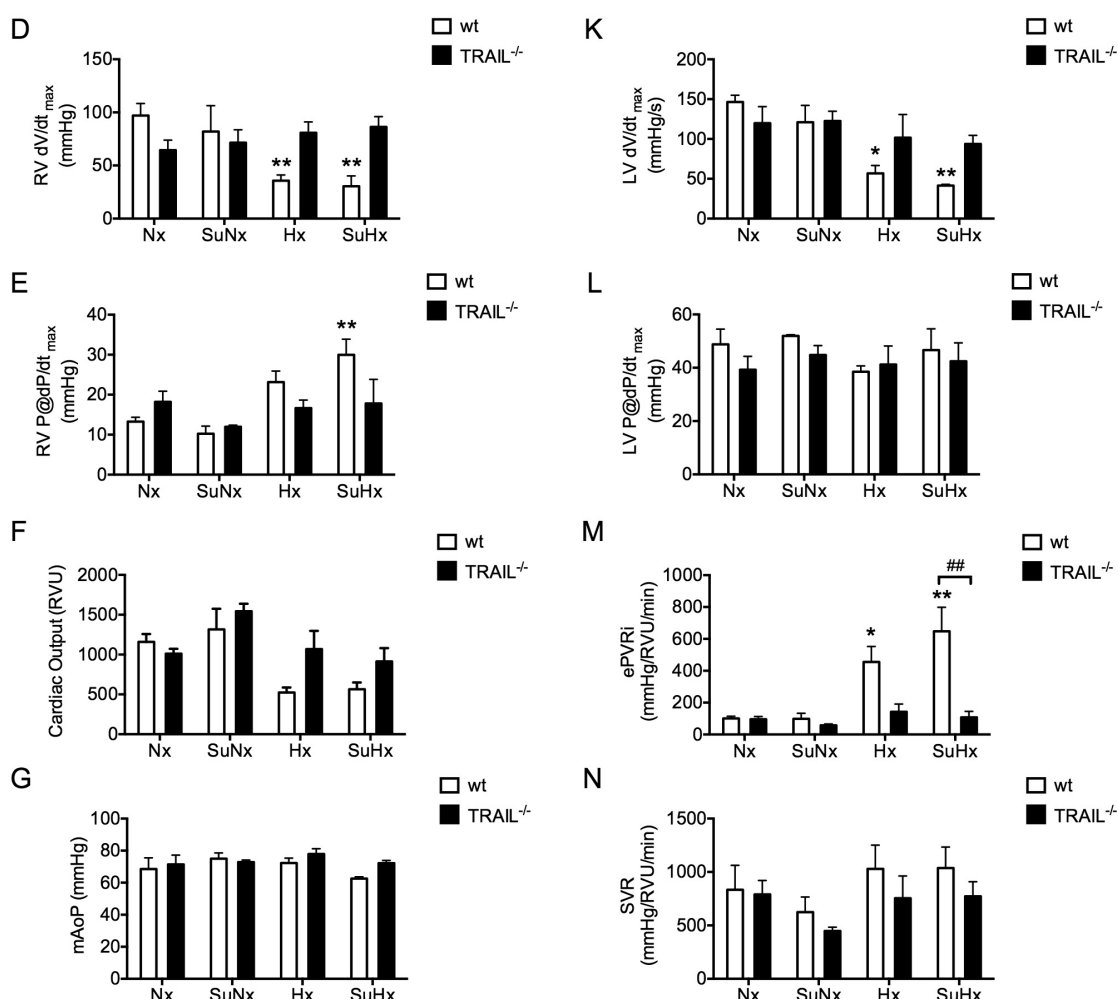 D
wt
TRAIL-/-
RV dV/dt max
(mmHg)
150
100
50
0
** **
Nx SuNx Hx SuHx
K
wt
TRAIL-/-
LV dV/dt max
(mmHg/s)
200
150
100
50
0
* **
Nx SuNx Hx SuHx
E
wt
TRAIL-/-
RV P@dP/dt max
(mmHg)
40
30
20
10
0
**
Nx SuNx Hx SuHx
L
wt
TRAIL-/-
LV P@dP/dt max
(mmHg)
60
40
20
0
Nx SuNx Hx SuHx
F
wt
TRAIL-/-
Cardiac Output (RVU)
2000
1500
1000
500
0
Nx SuNx Hx SuHx
M
wt
TRAIL-/-
ePVRi
(mmHg/RVU/min)
1000
800
600
400
200
0
##
* **
Nx SuNx Hx SuHx
G
wt
TRAIL-/-
mAoP (mmHg)
100
80
60
40
20
0
Nx SuNx Hx SuHx
N
wt
TRAIL-/-
SVR
(mmHg/RVU/min)
1500
1000
500
0
Nx SuNx Hx SuHx